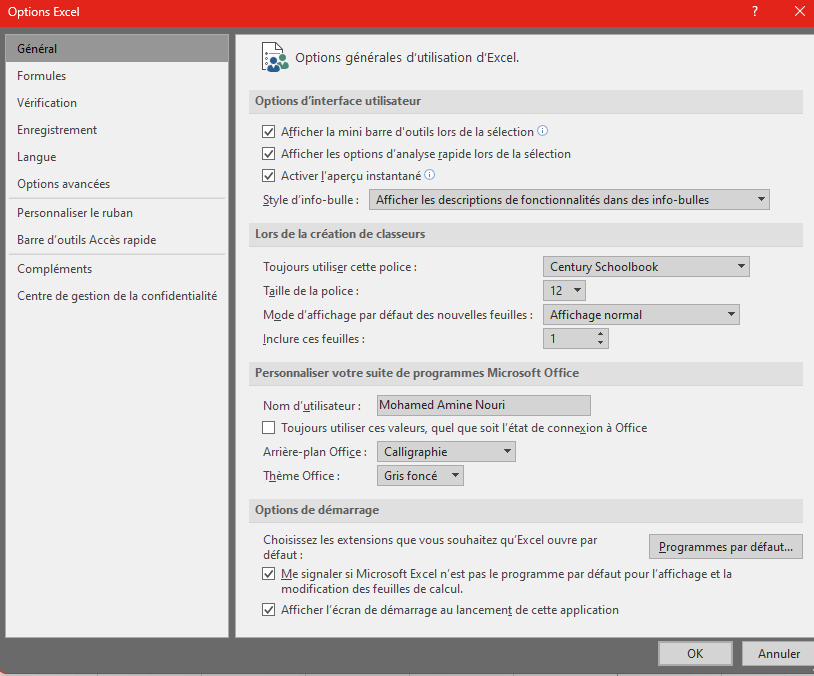 Options Excel
?
Général
Formules
Vérification
Enregistrement
Langue
Options avancées
Personnaliser le ruban
Barre d'outils Accès rapide
Compléments
Centre de gestion de la confidentialité
Options générales d'utilisation d'Excel.
Options d'interface utilisateur
Afficher la mini barre d'outils lors de la sélection
Afficher les options d'analyse rapide lors de la sélection
Activer l'aperçu instantané
Style d'info-bulle : Afficher les descriptions de fonctionnalités dans des info-bulles
Lors de la création de classeurs
Toujours utiliser cette police : Century Schoolbook
Taille de la police : 12
Mode d'affichage par défaut des nouvelles feuilles : Affichage normal
Inclure ces feuilles : 1
Personnaliser votre suite de programmes Microsoft Office
Nom d'utilisateur : Mohamed Amine Nouri
Toujours utiliser ces valeurs, quel que soit l'état de connexion à Office
Arrière-plan Office : Calligraphie
Thème Office : Gris foncé
Options de démarrage
Choisissez les extensions que vous souhaitez qu'Excel ouvre par
défaut :
Programmes par défaut...
Me signaler si Microsoft Excel n'est pas le programme par défaut pour l'affichage et la
modification des feuilles de calcul.
Afficher l'écran de démarrage au lancement de cette application
OK
Annuler